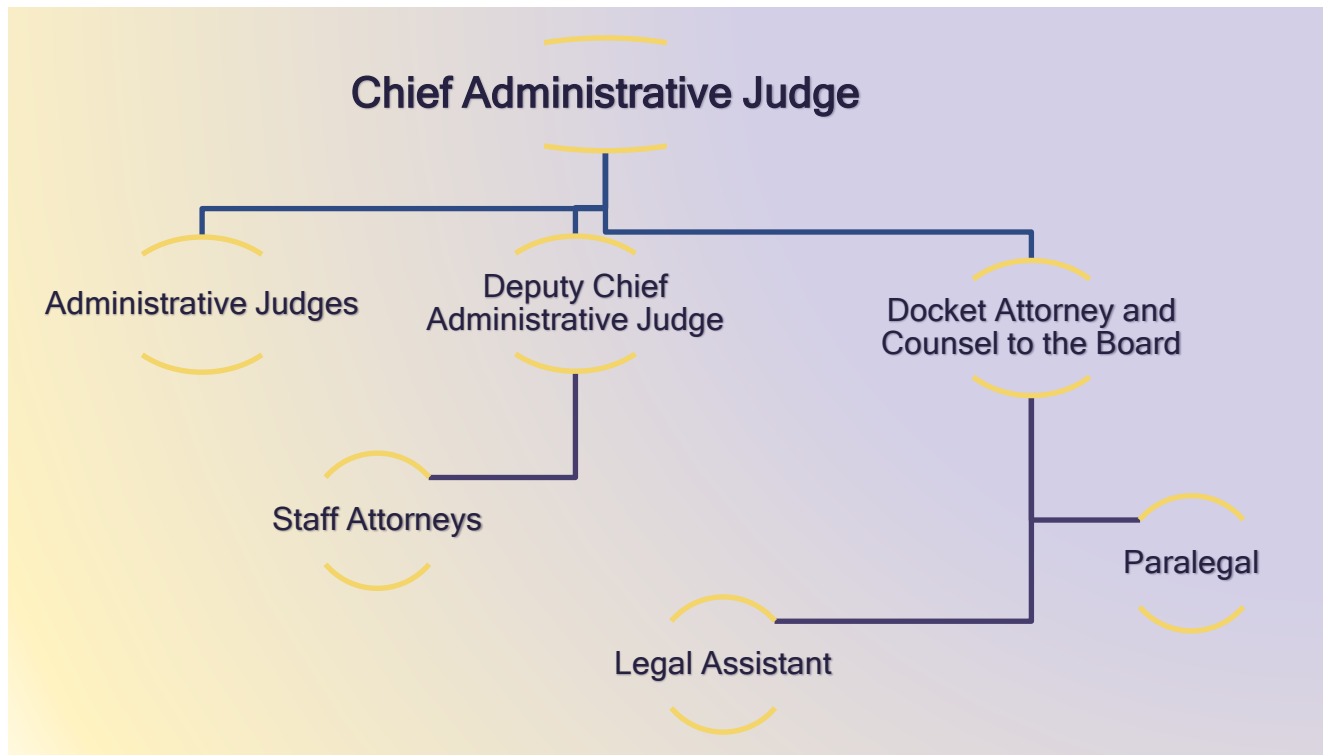 Chief Administrative Judge
Administrative Judges
Deputy Chief
Administrative Judge
Docket Attorney and
Counsel to the Board
Staff Attorneys
Paralegal
Legal Assistant